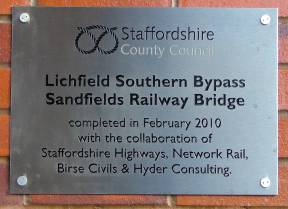 Staffordshire
County Council
Lichfield Southern Bypass
Sandfields Railway Bridge
completed in February 2010
with the collaboration of
Staffordshire Highways, Network Rail,
Birse Civils & Hyder Consulting.